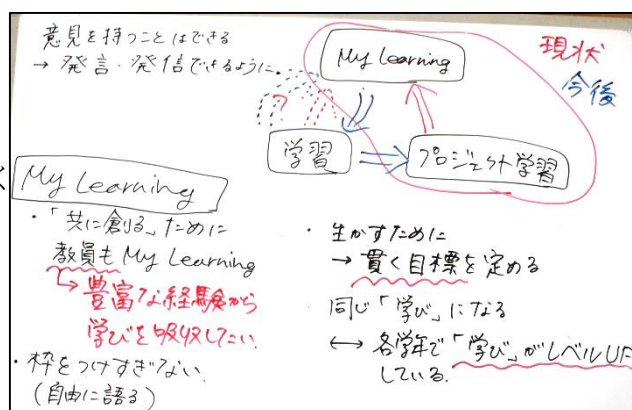 意見を持つことはできる
→ 発言・発信できるように。
My Learning
現状
今後
学習
プロジェクト学習
My Learning
・「共に創る」ために
教員も My Learning
↳ 豊富な経験から
学びを吸収したい
・枠をつけすぎない
(自由に語る)
・生かすために
→ 貫く目標を定める
同じ「学び」になる
↔ 各学年で「学び」がレベルUP
している